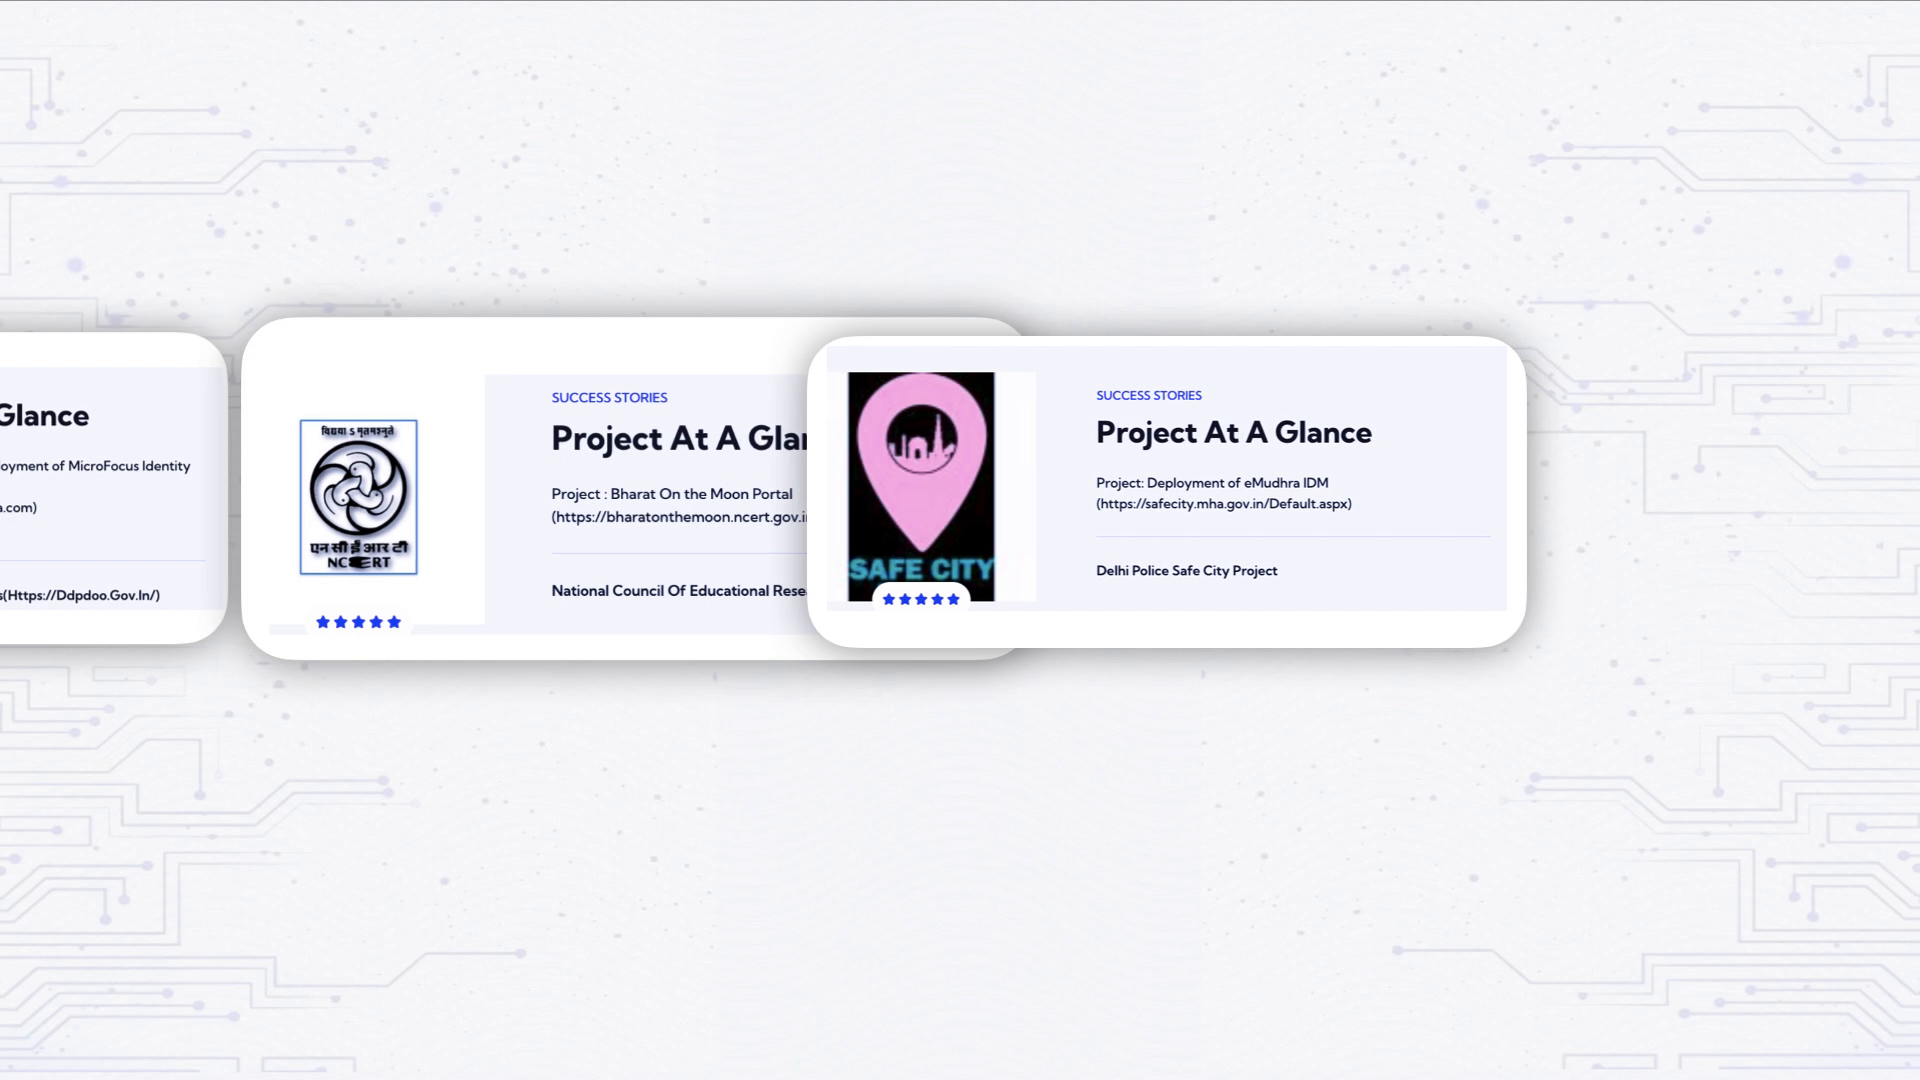 Glance
loyment of MicroFocus Identity
a.com)
s(Https://Ddpdoo.Gov.In/)
विद्यया ऽ मृतमश्नुते
एन सी ई आर टी
NCERT
SUCCESS STORIES
Project At A Glan
Project : Bharat On the Moon Portal
(https://bharatonthemoon.ncert.gov.in
National Council Of Educational Rese
SAFE CITY
SUCCESS STORIES
Project At A Glance
Project: Deployment of eMudhra IDM
(https://safecity.mha.gov.in/Default.aspx)
Delhi Police Safe City Project